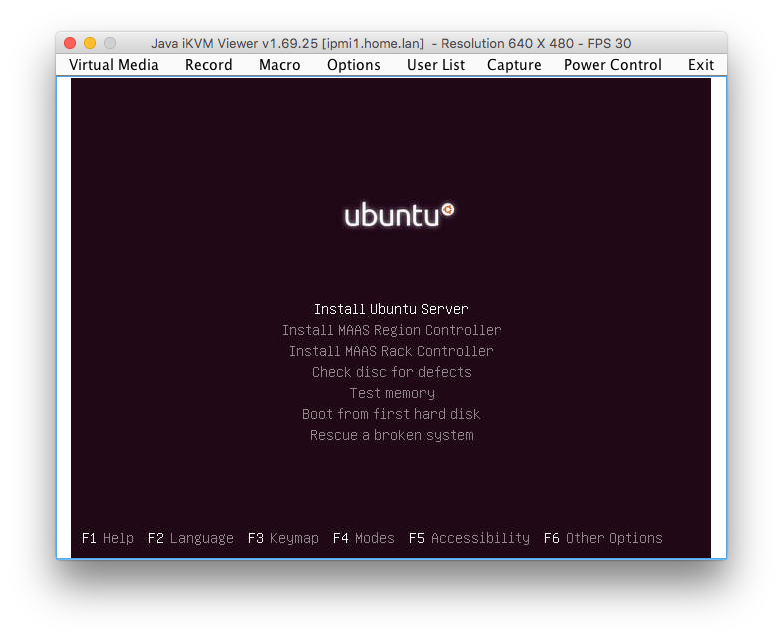 Java iKVM Viewer v1.69.25 [ipmi1.home.lan]  - Resolution 640 X 480 - FPS 30
Virtual Media Record Macro Options User List Capture Power Control Exit
ubuntu
Install Ubuntu Server
Install MAAS Region Controller
Install MAAS Rack Controller
Check disc for defects
Test memory
Boot from first hard disk
Rescue a broken system
F1 Help F2 Language F3 Keymap F4 Modes F5 Accessibility F6 Other Options